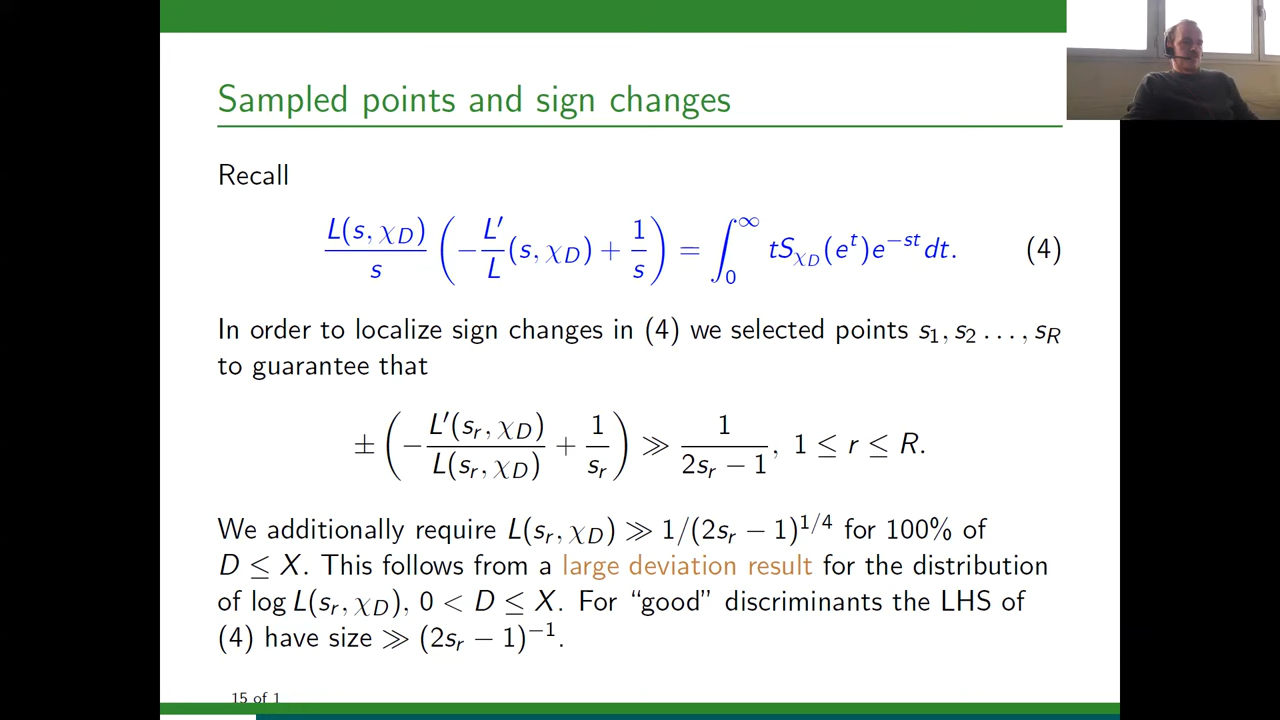 Sampled points and sign changes
Recall
L(s, χ_D)/s (−L′/L(s, χ_D) + 1/s) = ∫_0^∞ tS_{χ_D}(e^t)e^{−st}dt. (4)
In order to localize sign changes in (4) we selected points s_1, s_2 . . . , s_R
to guarantee that
± (−L′(s_r, χ_D)/L(s_r, χ_D) + 1/s_r) ≫ 1/(2s_r − 1), 1 ≤ r ≤ R.
We additionally require L(s_r, χ_D) ≫ 1/(2s_r − 1)^{1/4} for 100% of
D ≤ X. This follows from a large deviation result for the distribution
of log L(s_r, χ_D), 0 < D ≤ X. For “good” discriminants the LHS of
(4) have size ≫ (2s_r − 1)^{−1}.
15 of 1